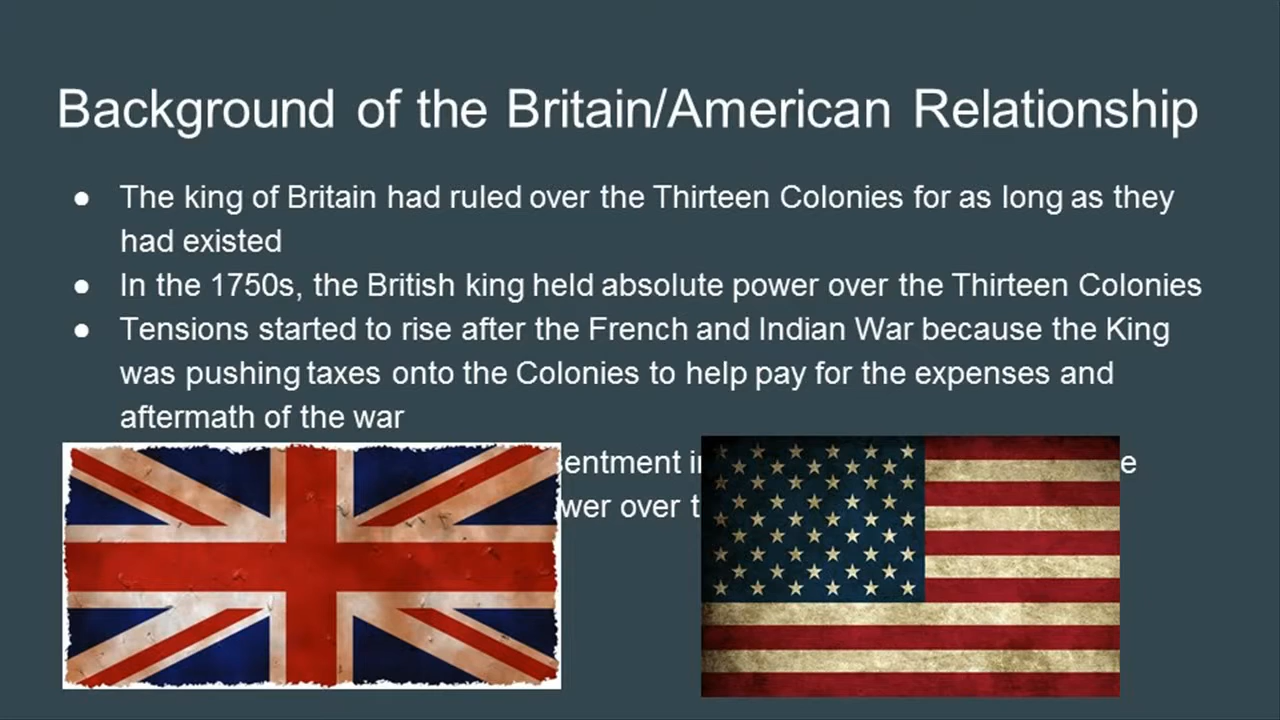 Background of the Britain/American Relationship
● The king of Britain had ruled over the Thirteen Colonies for as long as they
had existed
● In the 1750s, the British king held absolute power over the Thirteen Colonies
● Tensions started to rise after the French and Indian War because the King
was pushing taxes onto the Colonies to help pay for the expenses and
aftermath of the war
over